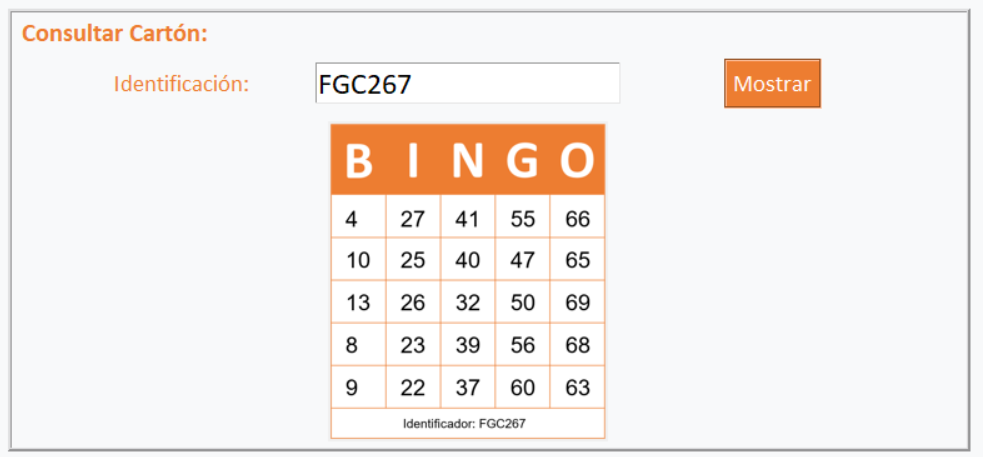 Consultar Cartón:
Identificación: FGC267 Mostrar
B I N G O
4 27 41 55 66
10 25 40 47 65
13 26 32 50 69
8 23 39 56 68
9 22 37 60 63
Identificador: FGC267